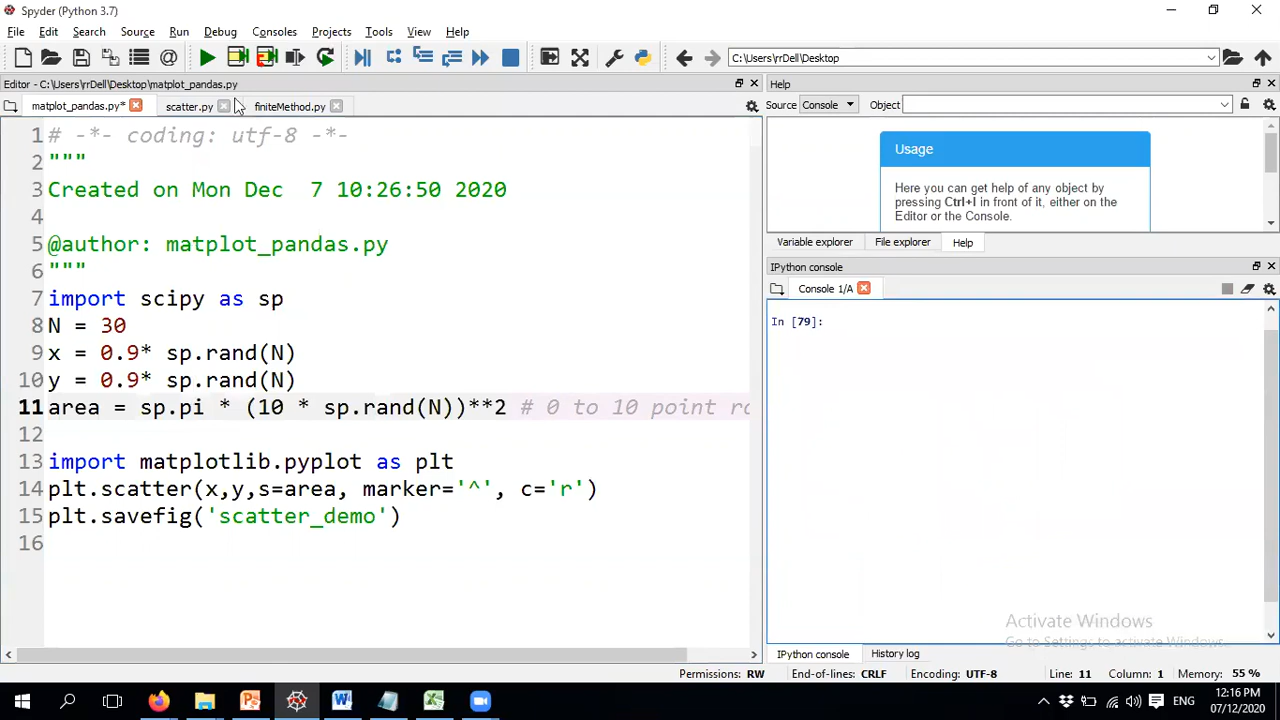 Spyder (Python 3.7)
File Edit Search Source Run Debug Consoles Projects Tools View Help
C:\Users\rrDell\Desktop
Editor - C:\Users\rrDell\Desktop\matplot_pandas.py
matplot_pandas.py* scatter.py finiteMethod.py
1 # -*- coding: utf-8 -*-
2 """
3 Created on Mon Dec  7 10:26:50 2020
4
5 @author: matplot_pandas.py
6 """
7 import scipy as sp
8 N = 30
9 x = 0.9* sp.rand(N)
10 y = 0.9* sp.rand(N)
11 area = sp.pi * (10 * sp.rand(N))**2 # 0 to 10 point
12
13 import matplotlib.pyplot as plt
14 plt.scatter(x,y,s=area, marker='^', c='r')
15 plt.savefig('scatter_demo')
16
Help
Source Console Object
Usage
Here you can get help of any object by
pressing Ctrl+I in front of it, either on the
Editor or the Console.
Variable explorer File explorer Help
IPython console
Console 1/A
In [79]:
Activate Windows
Go to Settings to activate Windows.
IPython console History log
Permissions: RW End-of-lines: CRLF Encoding: UTF-8 Line: 11 Column: 1 Memory: 55 %
ENG
12:16 PM
07/12/2020